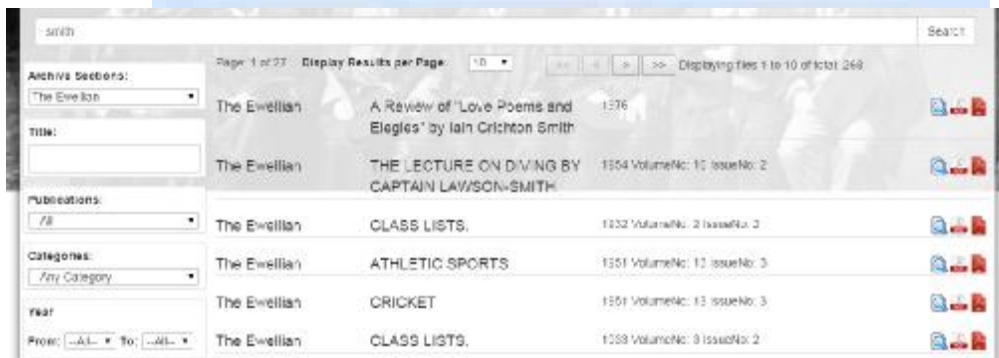 smith Search
Page: 1 of 27 Display Results per Page: 10 << < > >> Displaying files 1 to 10 of total: 268
Archive Sections:
The Ewellian
Title:
Publications:
All
Categories:
Any Category
Year
From: --All-- To: --All--
The Ewellian A Review of "Love Poems and 1976
Elegies" by Iain Crichton Smith
The Ewellian THE LECTURE ON DIVING BY 1954 VolumeNo: IssueNo: 2
CAPTAIN LAWSON-SMITH
The Ewellian CLASS LISTS. VolumeNo: IssueNo:
The Ewellian ATHLETIC SPORTS 1951 VolumeNo: 13 IssueNo: 3
The Ewellian CRICKET 1951 VolumeNo: 13 IssueNo: 3
The Ewellian CLASS LISTS. VolumeNo: IssueNo: 2